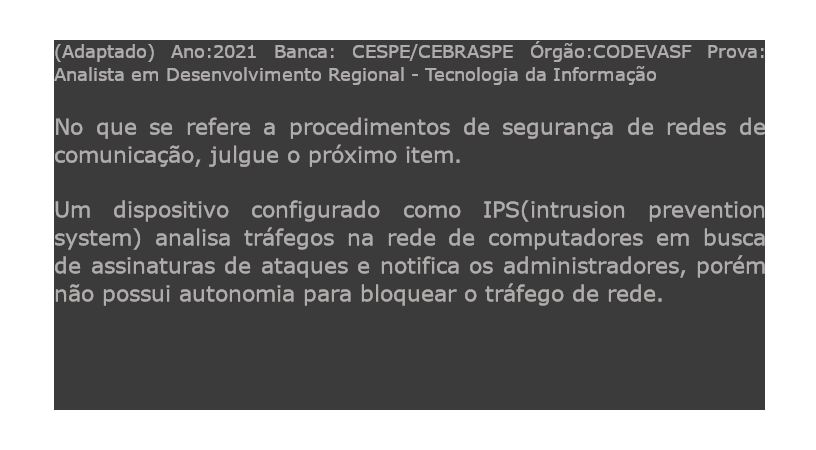 (Adaptado) Ano:2021 Banca: CESPE/CEBRASPE Órgão:CODEVASF Prova:
Analista em Desenvolvimento Regional - Tecnologia da Informação
No que se refere a procedimentos de segurança de redes de
comunicação, julgue o próximo item.
Um dispositivo configurado como IPS(intrusion prevention
system) analisa tráfegos na rede de computadores em busca
de assinaturas de ataques e notifica os administradores, porém
não possui autonomia para bloquear o tráfego de rede.